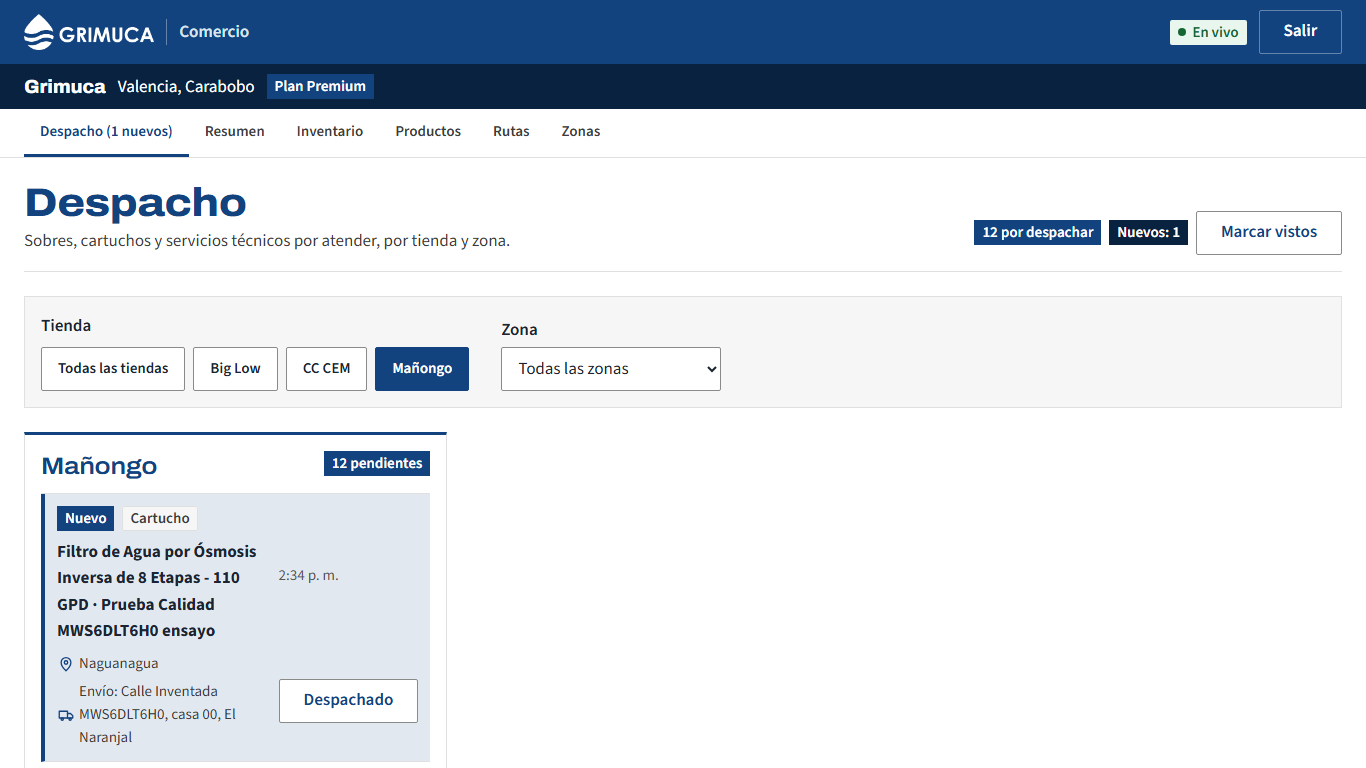 GRIMUCA
Comercio
En vivo
Salir
Grimuca
Valencia, Carabobo
Plan Premium
Despacho (1 nuevos)
Resumen
Inventario
Productos
Rutas
Zonas
Despacho
Sobres, cartuchos y servicios técnicos por atender, por tienda y zona.
12 por despachar
Nuevos: 1
Marcar vistos
Tienda
Todas las tiendas
Big Low
CC CEM
Mañongo
Zona
Todas las zonas
Mañongo
12 pendientes
Nuevo
Cartucho
Filtro de Agua por Ósmosis
Inversa de 8 Etapas - 110
GPD · Prueba Calidad
MWS6DLT6H0 ensayo
2:34 p. m.
Naguanagua
Envío: Calle Inventada
MWS6DLT6H0, casa 00, El
Naranjal
Despachado